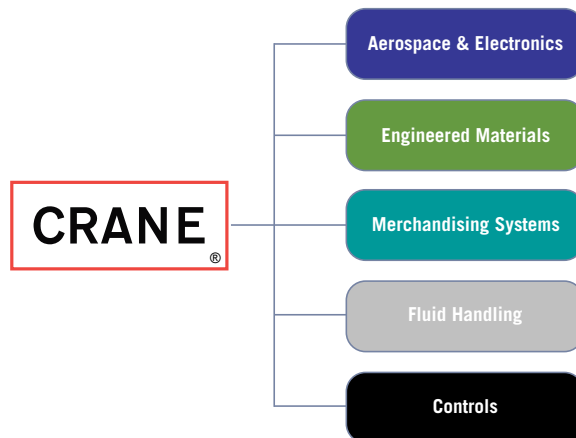 Aerospace & Electronics
Engineered Materials
CRANE
®
Merchandising Systems
Fluid Handling
Controls